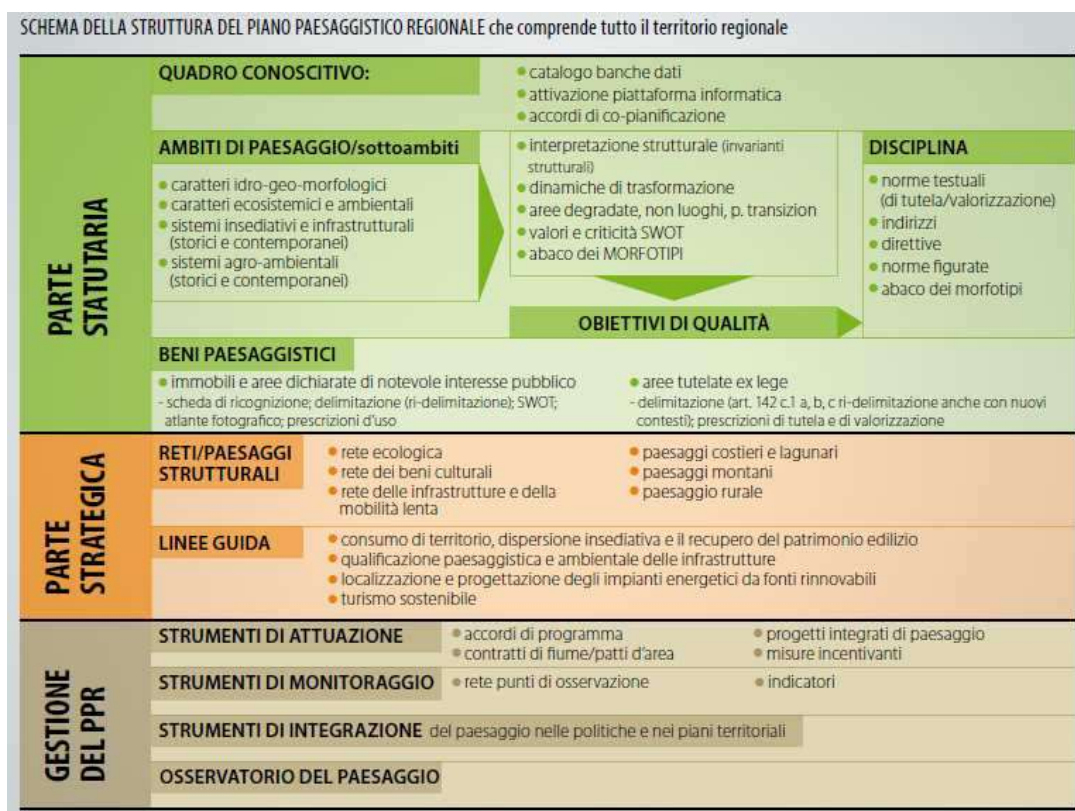 SCHEMA DELLA STRUTTURA DEL PIANO PAESAGGISTICO REGIONALE che comprende tutto il territorio regionale
PARTE
STATUTARIA
QUADRO CONOSCITIVO:
• catalogo banche dati
• attivazione piattaforma informatica
• accordi di co-pianificazione
AMBITI DI PAESAGGIO/sottoambiti
• caratteri idro-geo-morfologici
• caratteri ecosistemici e ambientali
• sistemi insediativi e infrastrutturali
(storici e contemporanei)
• sistemi agro-ambientali
(storici e contemporanei)
• interpretazione strutturale (invarianti
strutturali)
• dinamiche di trasformazione
• aree degradate, non luoghi, p. transizion
• valori e criticità SWOT
• abaco dei MORFOTIPI
OBIETTIVI DI QUALITÀ
DISCIPLINA
• norme testuali
(di tutela/valorizzazione)
• indirizzi
• direttive
• norme figurate
• abaco dei morfotipi
BENI PAESAGGISTICI
• immobili e aree dichiarate di notevole interesse pubblico
- scheda di ricognizione; delimitazione (ri-delimitazione); SWOT;
atlante fotografico; prescrizioni d'uso
• aree tutelate ex lege
- delimitazione (art. 142 c.1 a, b, c ri-delimitazione anche con nuovi
contesti); prescrizioni di tutela e di valorizzazione
PARTE
STRATEGICA
RETI/PAESAGGI
STRUTTURALI
• rete ecologica
• rete dei beni culturali
• rete delle infrastrutture e della
mobilità lenta
• paesaggi costieri e lagunari
• paesaggi montani
• paesaggio rurale
LINEE GUIDA
• consumo di territorio, dispersione insediativa e il recupero del patrimonio edilizio
• qualificazione paesaggistica e ambientale delle infrastrutture
• localizzazione e progettazione degli impianti energetici da fonti rinnovabili
• turismo sostenibile
GESTIONE
DEL PPR
STRUMENTI DI ATTUAZIONE
• accordi di programma
• contratti di fiume/patti d'area
• progetti integrati di paesaggio
• misure incentivanti
STRUMENTI DI MONITORAGGIO
• rete punti di osservazione
• indicatori
STRUMENTI DI INTEGRAZIONE del paesaggio nelle politiche e nei piani territoriali
OSSERVATORIO DEL PAESAGGIO